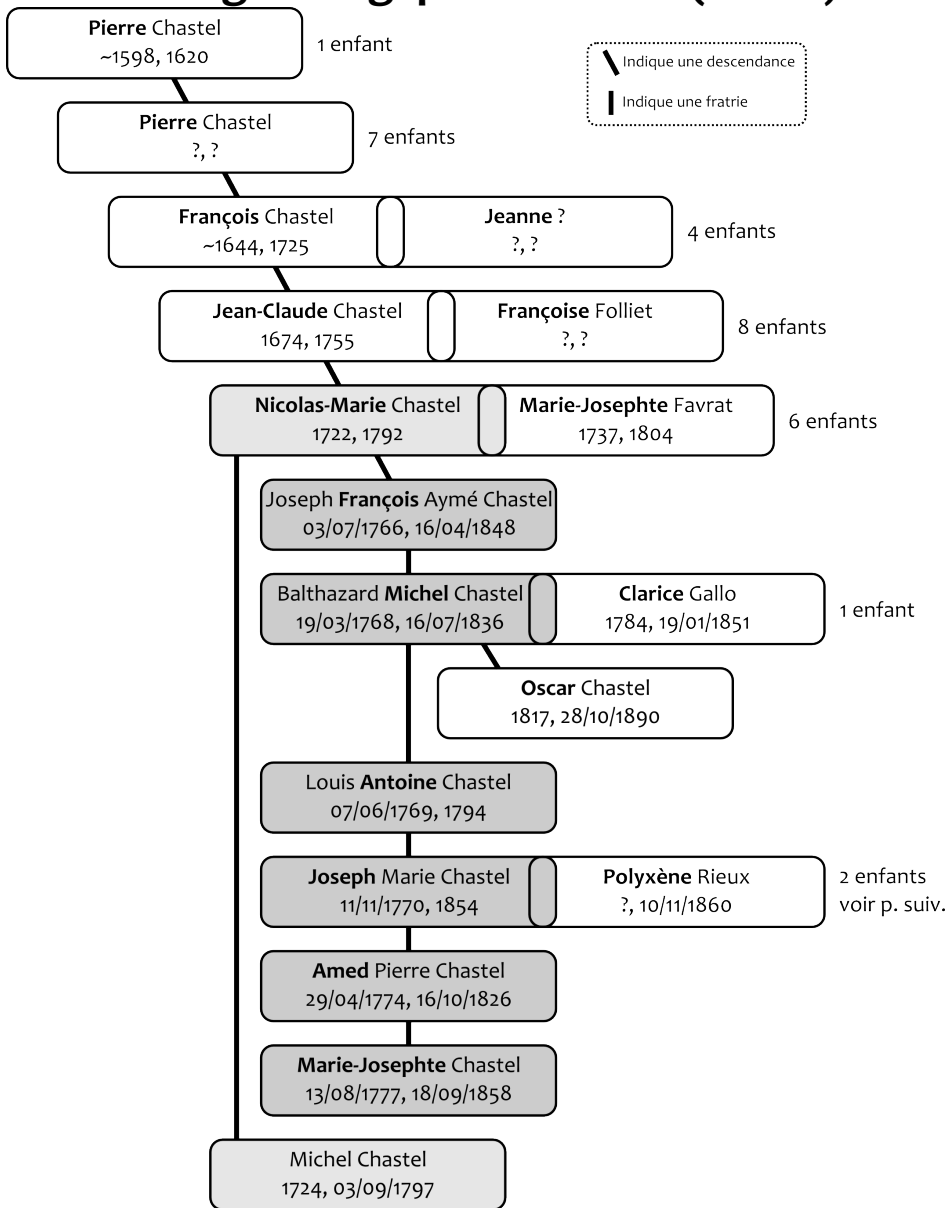 Pierre Chastel
~1598, 1620
1 enfant
Indique une descendance
Indique une fratrie
Pierre Chastel
?, ?
7 enfants
François Chastel
~1644, 1725
Jeanne ?
?, ?
4 enfants
Jean-Claude Chastel
1674, 1755
Françoise Folliet
?, ?
8 enfants
Nicolas-Marie Chastel
1722, 1792
Marie-Josephte Favrat
1737, 1804
6 enfants
Joseph François Aymé Chastel
03/07/1766, 16/04/1848
Balthazard Michel Chastel
19/03/1768, 16/07/1836
Clarice Gallo
1784, 19/01/1851
1 enfant
Oscar Chastel
1817, 28/10/1890
Louis Antoine Chastel
07/06/1769, 1794
Joseph Marie Chastel
11/11/1770, 1854
Polyxène Rieux
?, 10/11/1860
2 enfants
voir p. suiv.
Amed Pierre Chastel
29/04/1774, 16/10/1826
Marie-Josephte Chastel
13/08/1777, 18/09/1858
Michel Chastel
1724, 03/09/1797